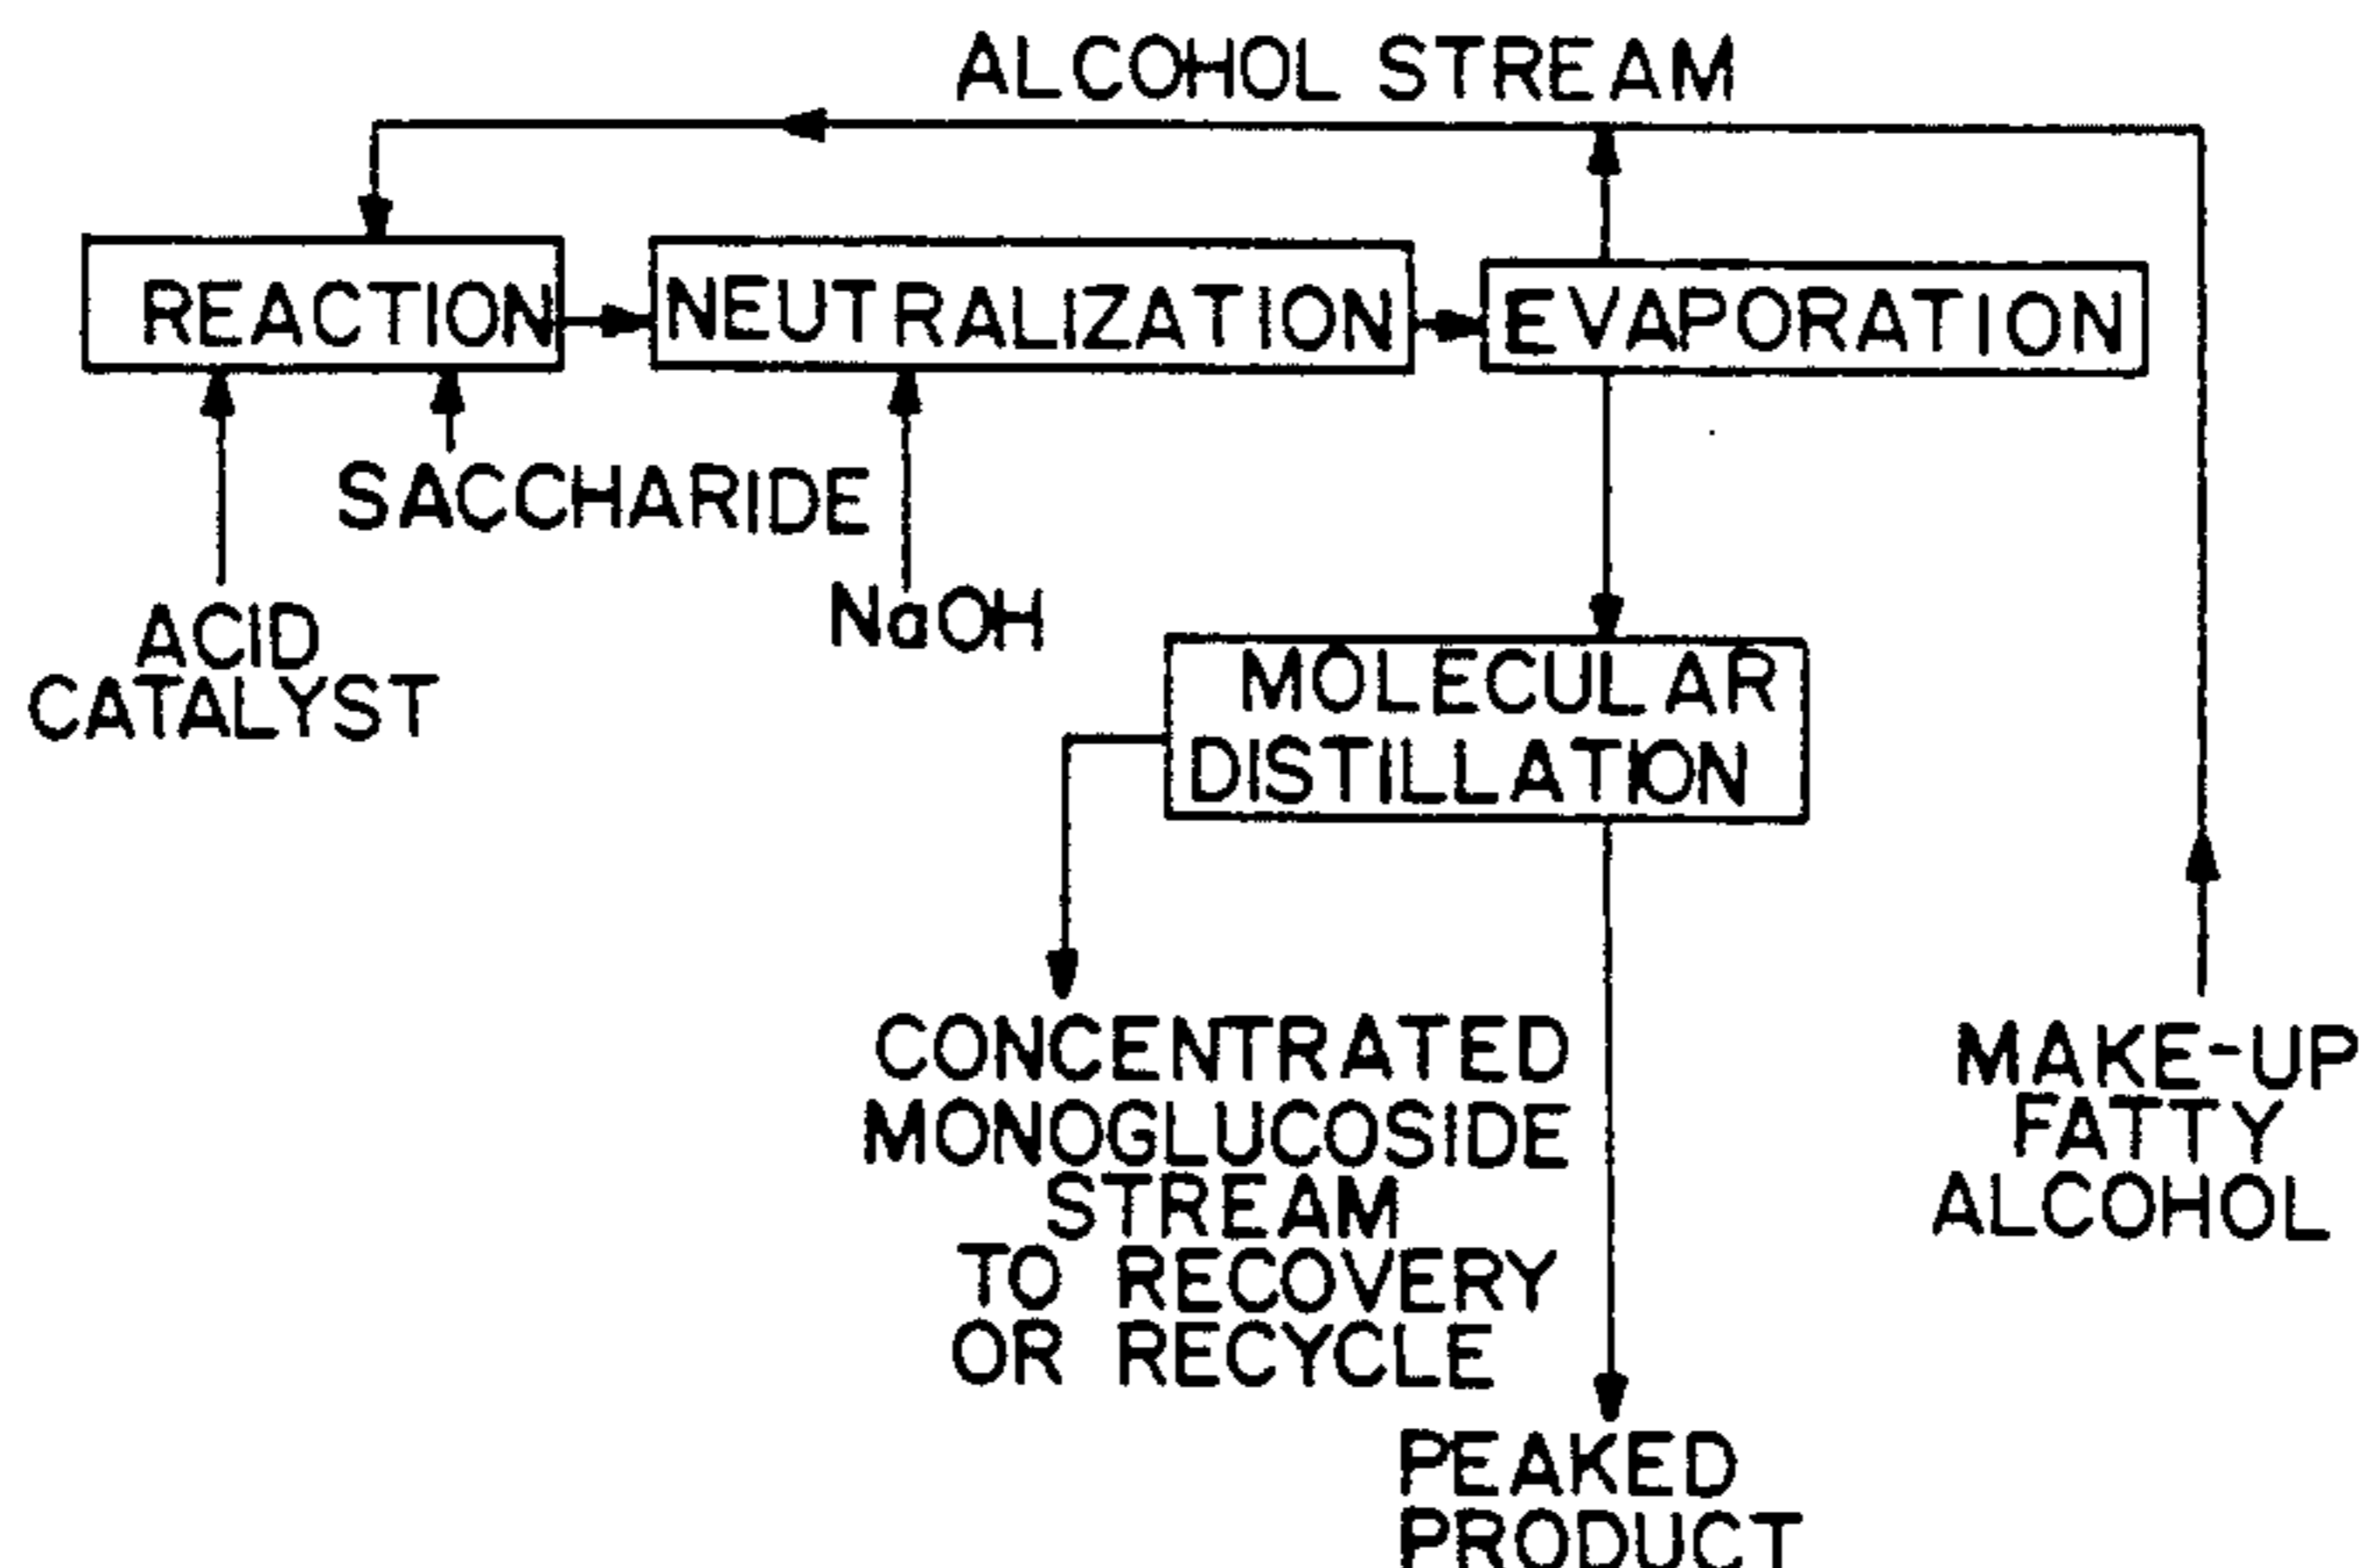 ALCOHOL STREAM
REACTION
NEUTRALIZATION
EVAPORATION
SACCHARIDE
ACID
CATALYST
NaOH
MOLECULAR
DISTILLATION
CONCENTRATED
MONOGLUCOSIDE
STREAM
TO RECOVERY
OR RECYCLE
MAKE-UP
FATTY
ALCOHOL
PEAKED
PRODUCT